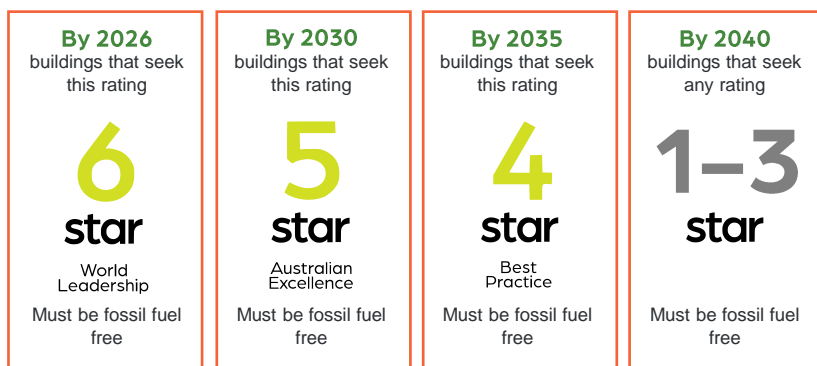 By 2026
buildings that seek
this rating
6
star
World
Leadership
Must be fossil fuel
free
By 2030
buildings that seek
this rating
5
star
Australian
Excellence
Must be fossil fuel
free
By 2035
buildings that seek
this rating
4
star
Best
Practice
Must be fossil fuel
free
By 2040
buildings that seek
any rating
1–3
star
Must be fossil fuel
free